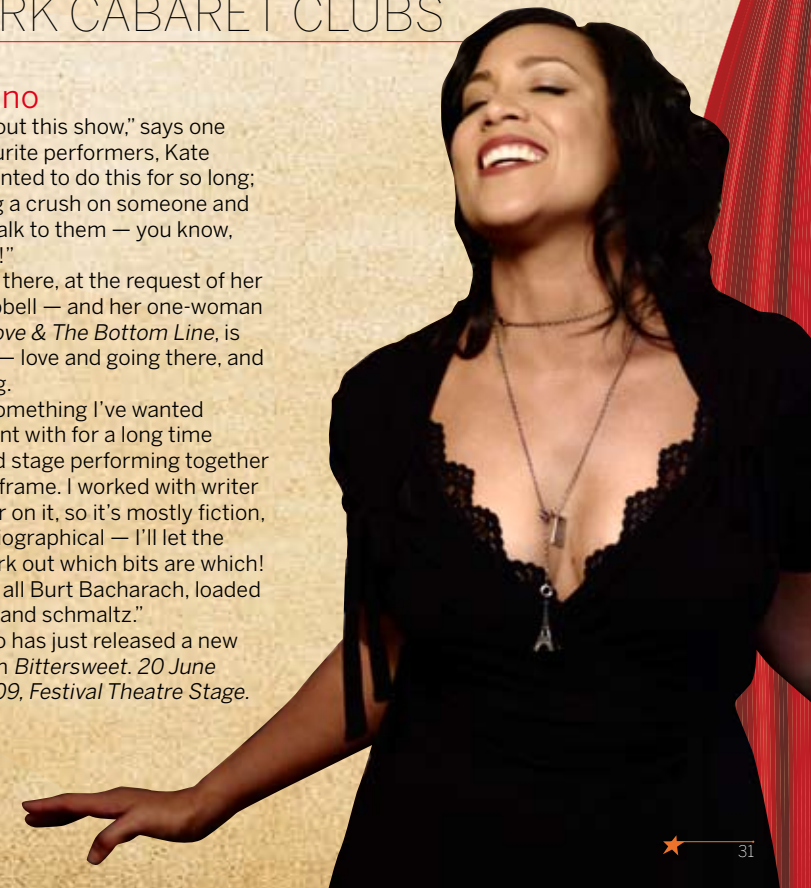 RK CABARET CLUBS
no
out this show,” says one
urite performers, Kate
nted to do this for so long;
g a crush on someone and
alk to them — you know,
!”
there, at the request of her
bell — and her one-woman
ove & The Bottom Line, is
— love and going there, and
g.
omething I’ve wanted
nt with for a long time
d stage performing together
frame. I worked with writer
r on it, so it’s mostly fiction,
iographical — I’ll let the
rk out which bits are which!
all Burt Bacharach, loaded
and schmaltz.”
o has just released a new
n Bittersweet. 20 June
09, Festival Theatre Stage.
31